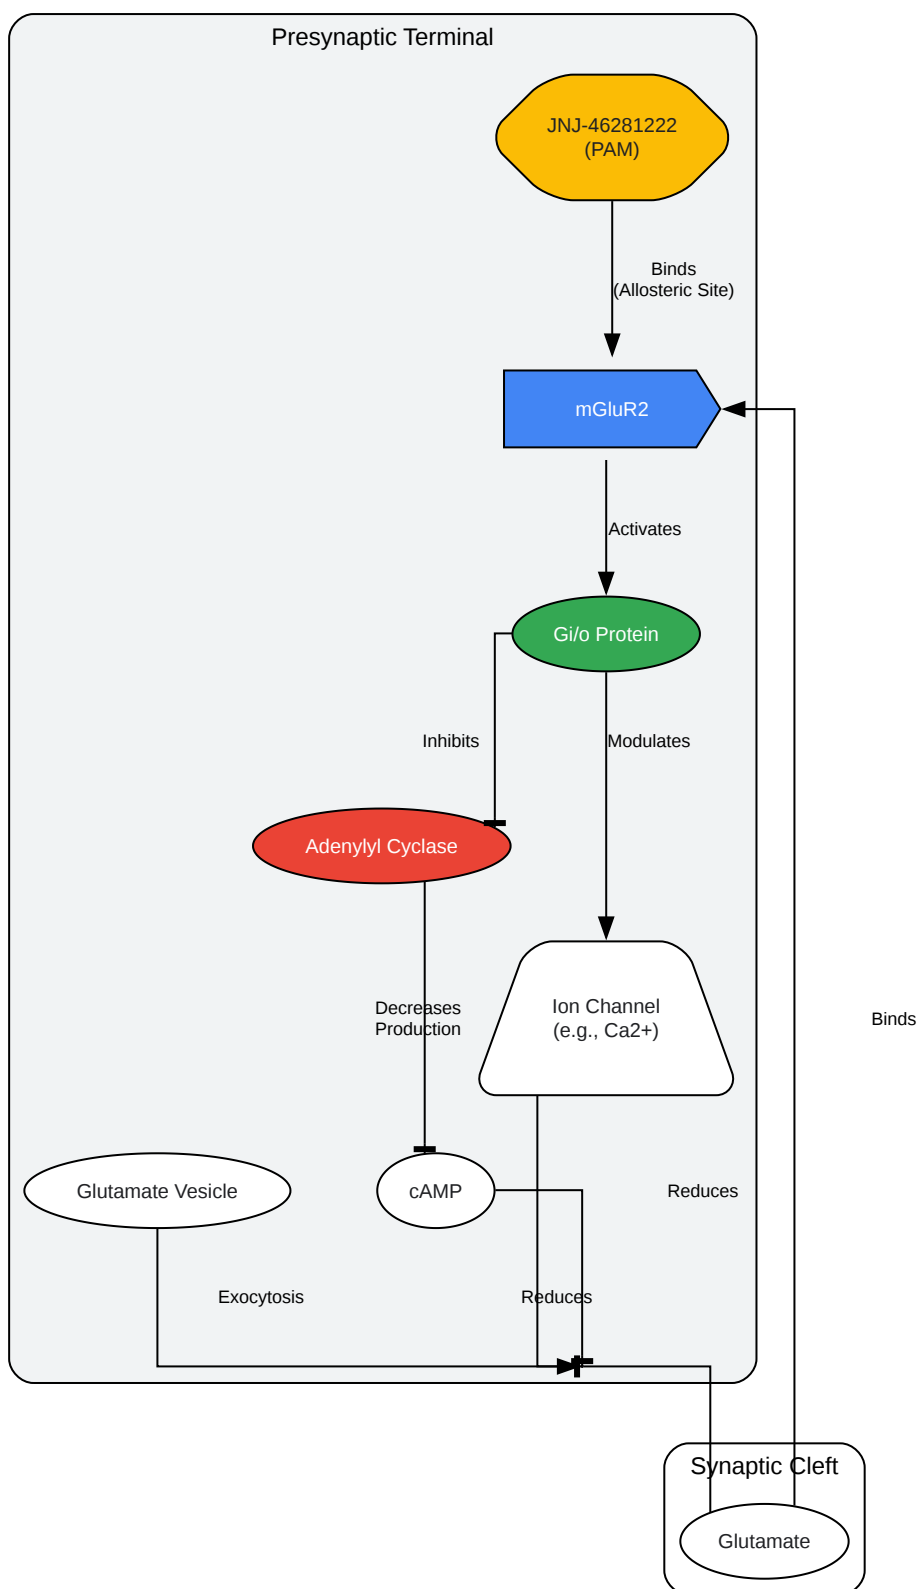 Presynaptic Terminal
JNJ-46281222
(PAM)
Binds
(Allosteric Site)
mGluR2
Activates
Gi/o Protein
Inhibits
Modulates
Adenylyl Cyclase
Decreases
Production
Ion Channel
(e.g., Ca2+)
Binds
Glutamate Vesicle
cAMP
Reduces
Exocytosis
Reduces
Synaptic Cleft
Glutamate